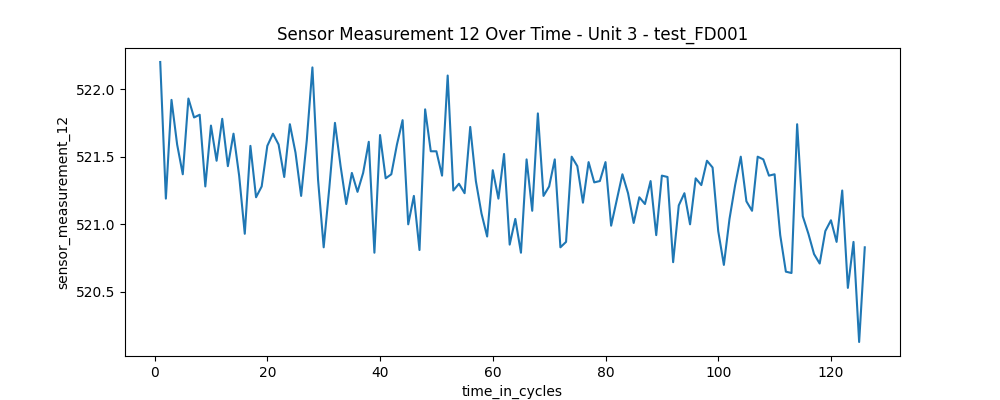 Sensor Measurement 12 Over Time - Unit 3 - test_FD001
522.0
521.5
521.0
520.5
sensor_measurement_12
0 20 40 60 80 100 120
time_in_cycles